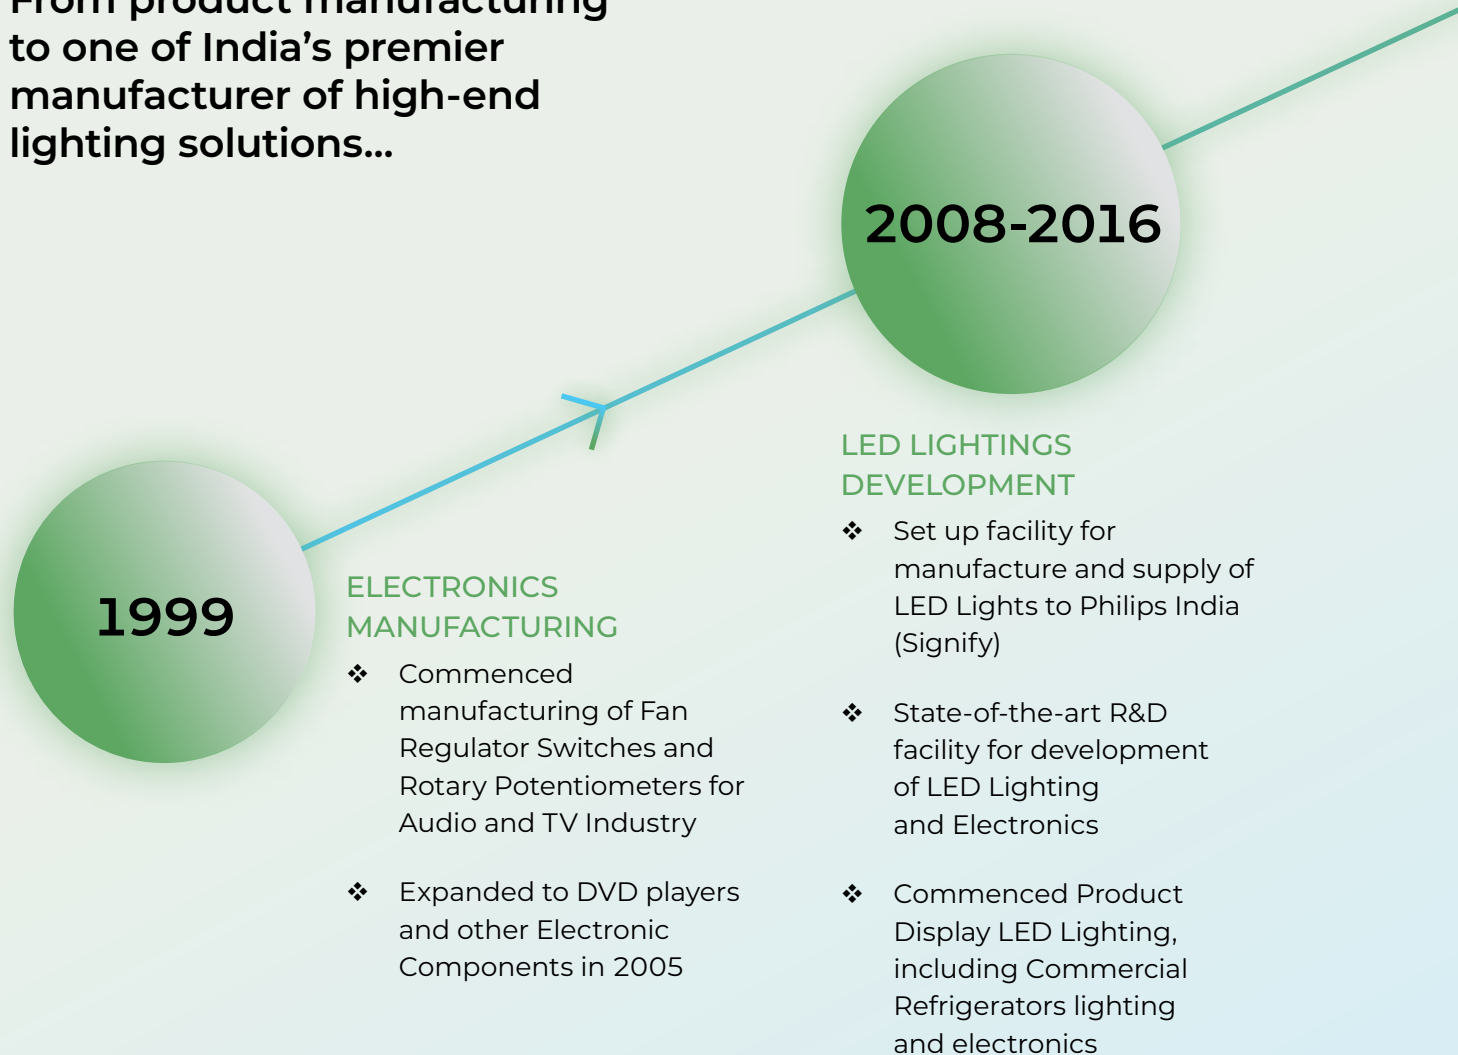 From product manufacturing
to one of India’s premier
manufacturer of high-end
lighting solutions...
2008-2016
1999
ELECTRONICS
MANUFACTURING
❖ Commenced
manufacturing of Fan
Regulator Switches and
Rotary Potentiometers for
Audio and TV Industry
❖ Expanded to DVD players
and other Electronic
Components in 2005
LED LIGHTINGS
DEVELOPMENT
❖ Set up facility for
manufacture and supply of
LED Lights to Philips India
(Signify)
❖ State-of-the-art R&D
facility for development
of LED Lighting
and Electronics
❖ Commenced Product
Display LED Lighting,
including Commercial
Refrigerators lighting
and electronics